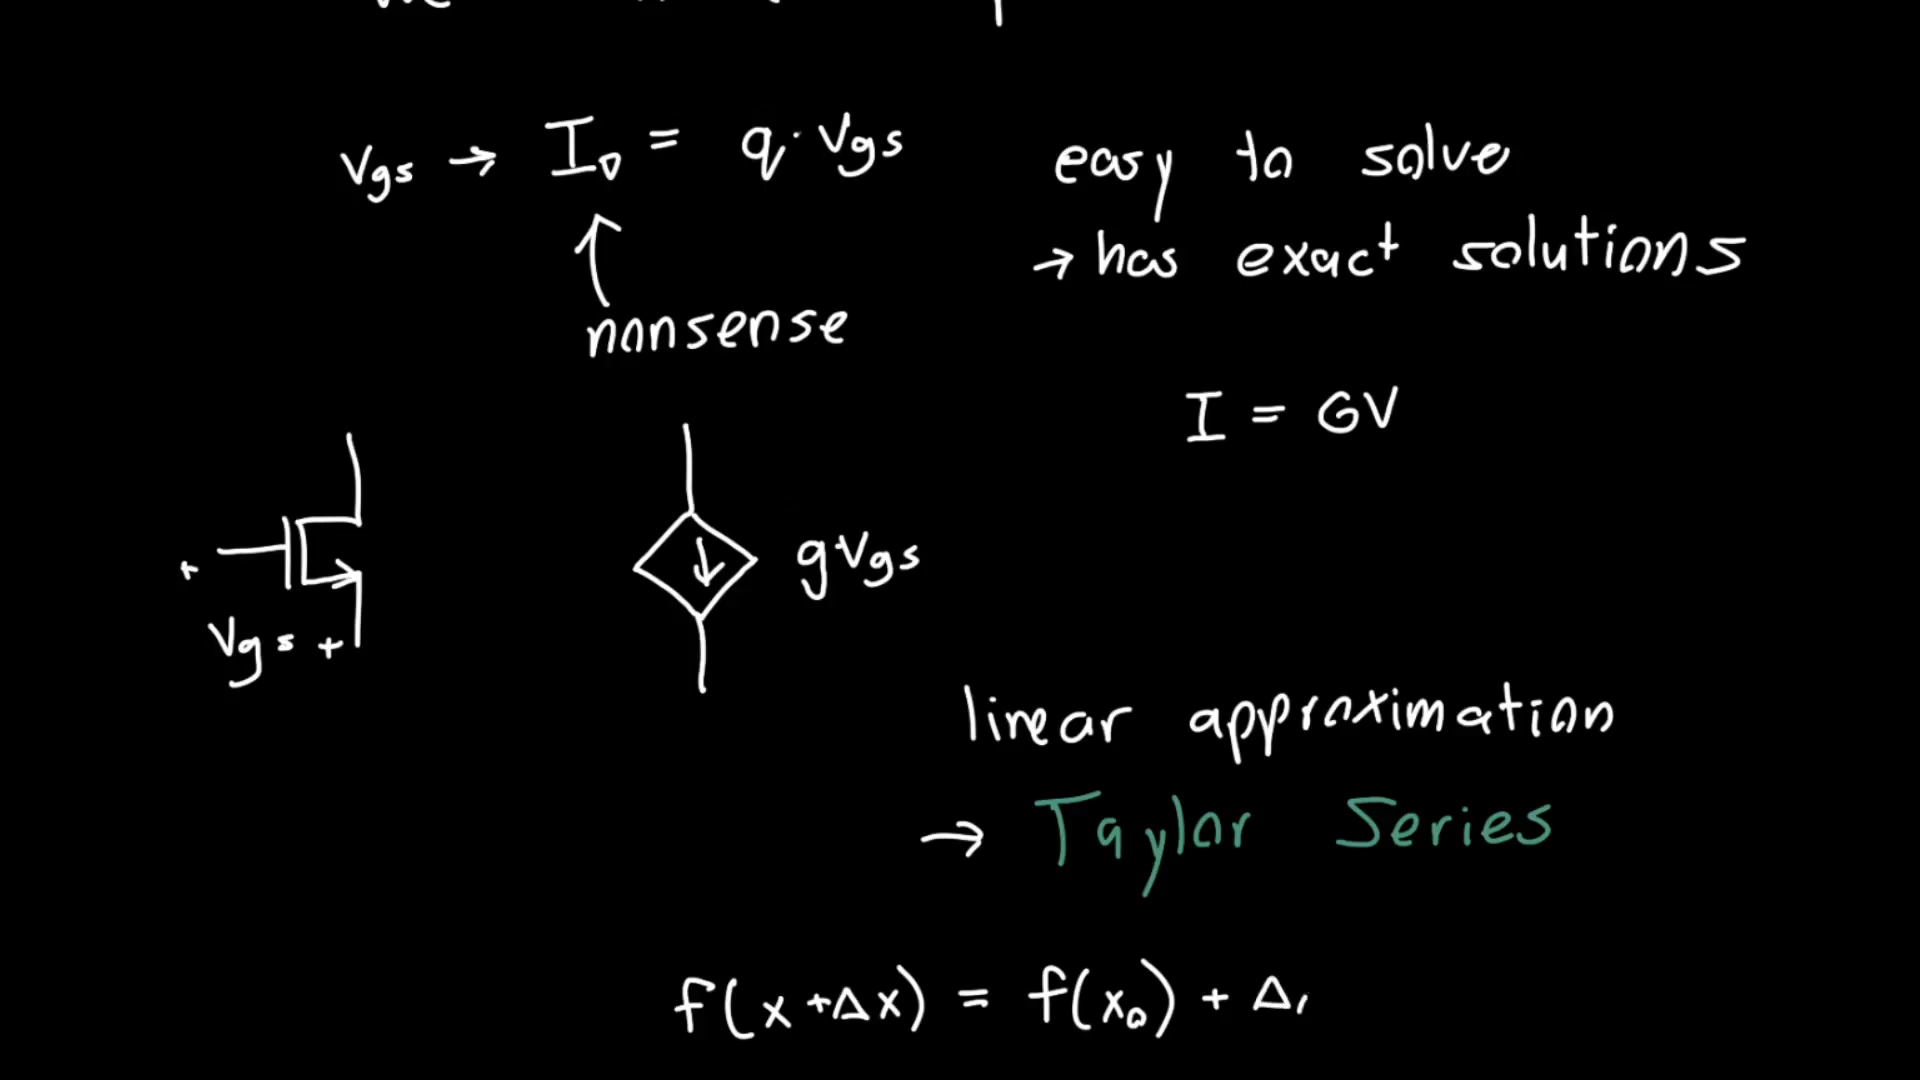 Vgs → I_D = g · Vgs
easy to solve
→ has exact solutions
nonsense
I = GV
+
Vgs +
gVgs
linear approximation
→ Taylor Series
f(x+Δx) = f(x₀) + Δ